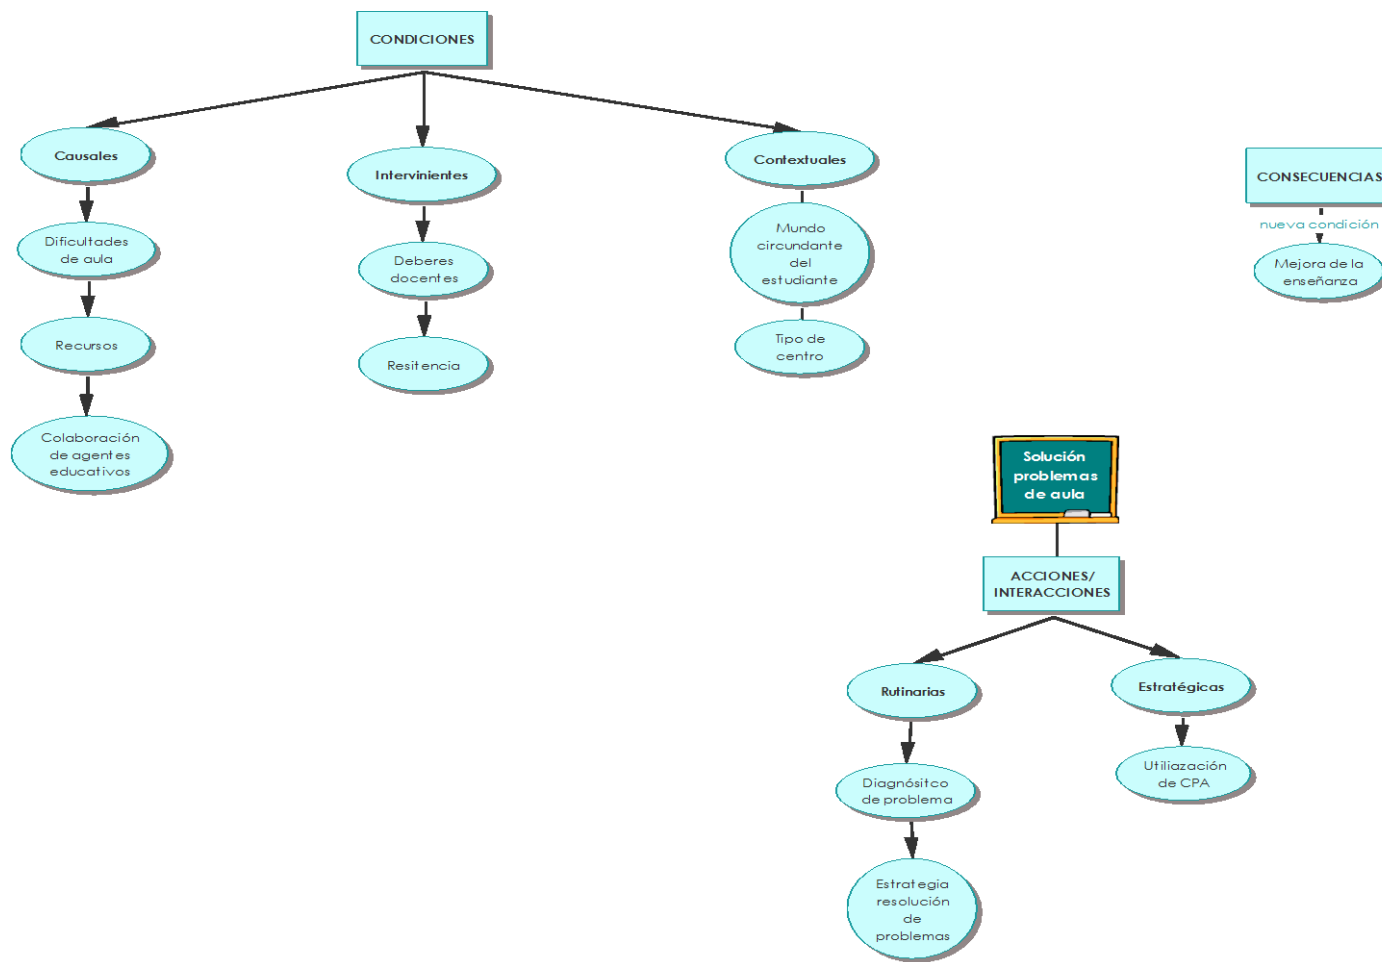 CONDICIONES
Causales
Dificultades
de aula
Recursos
Colaboración
de agentes
educativos
Intervinientes
Deberes
docentes
Resitencia
Contextuales
Mundo
circundante
del
estudiante
Tipo de
centro
CONSECUENCIAS
nueva condición
Mejora de la
enseñanza
Solución
problemas
de aula
ACCIONES/
INTERACCIONES
Rutinarias
Diagnósitco
de problema
Estrategia
resolución
de
problemas
Estratégicas
Utiliazación
de CPA